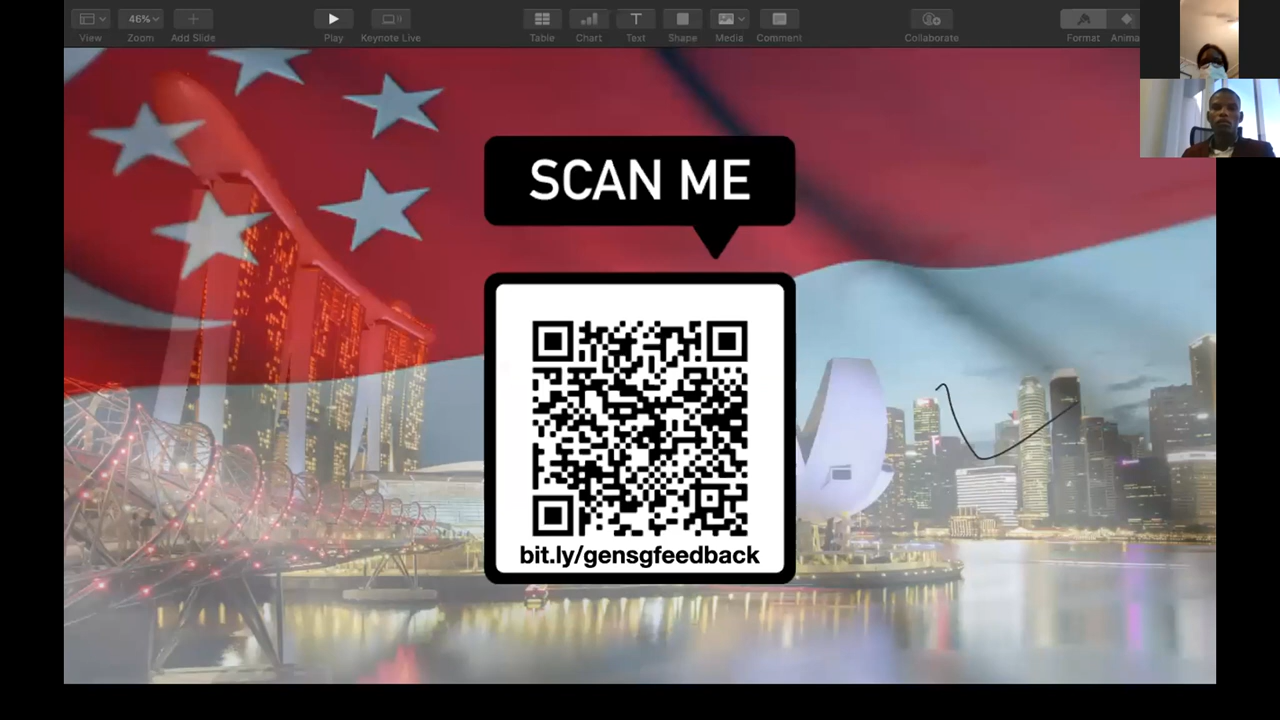 46%
View
Zoom
Add Slide
Play
Keynote Live
Table
Chart
Text
Shape
Media
Comment
Collaborate
Format
Anima
SCAN ME
bit.ly/gensgfeedback